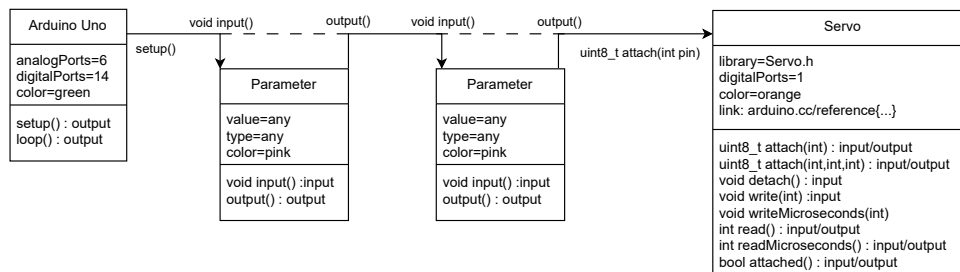 Arduino Uno
analogPorts=6
digitalPorts=14
color=green
setup() : output
loop() : output
setup()
void input()
Parameter
value=any
type=any
color=pink
void input() :input
output() : output
output()
void input()
Parameter
value=any
type=any
color=pink
void input() :input
output() : output
output()
uint8_t attach(int pin)
Servo
library=Servo.h
digitalPorts=1
color=orange
link: arduino.cc/reference{...}
uint8_t attach(int) : input/output
uint8_t attach(int,int,int) : input/output
void detach() : input
void write(int) :input
void writeMicroseconds(int)
int read() : input/output
int readMicroseconds() : input/output
bool attached() : input/output